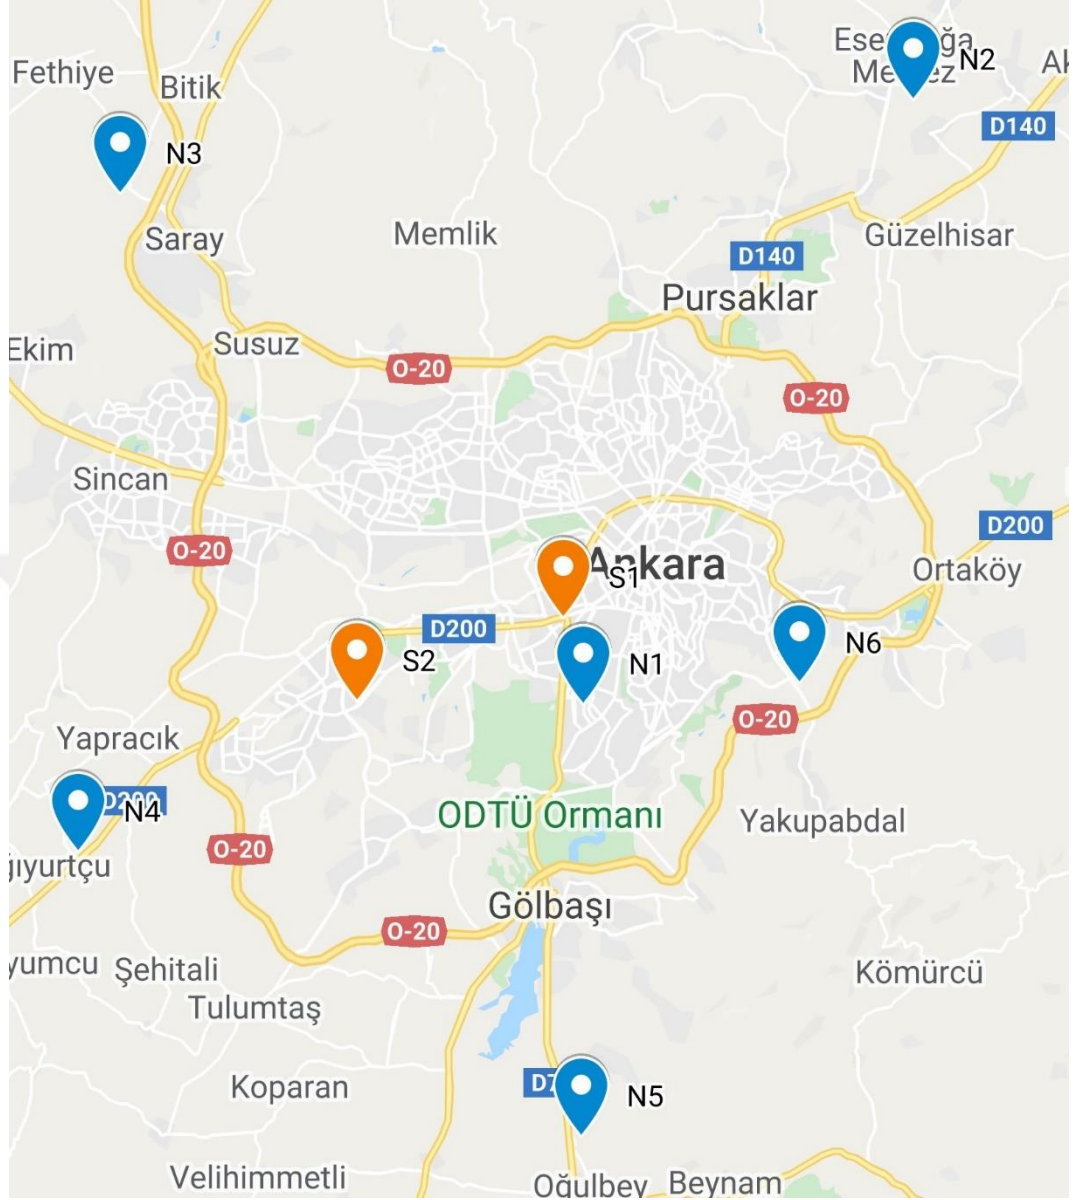 Fethiye
Bitik
N2
D140
N3
Saray
Memlik
Güzelhisar
D140
Pursaklar
Ekim
Susuz
O-20
O-20
Sincan
O-20
D200
Ankara
S1
Ortaköy
D200
S2
N1
N6
O-20
Yapracık
N4
ODTÜ Ormanı
Yakupabdal
O-20
ğıyurtçu
Gölbaşı
O-20
yumcu
Şehitali
Kömürcü
Tulumtaş
Koparan
N5
Velihimmetli
Oğulbey
Beynam